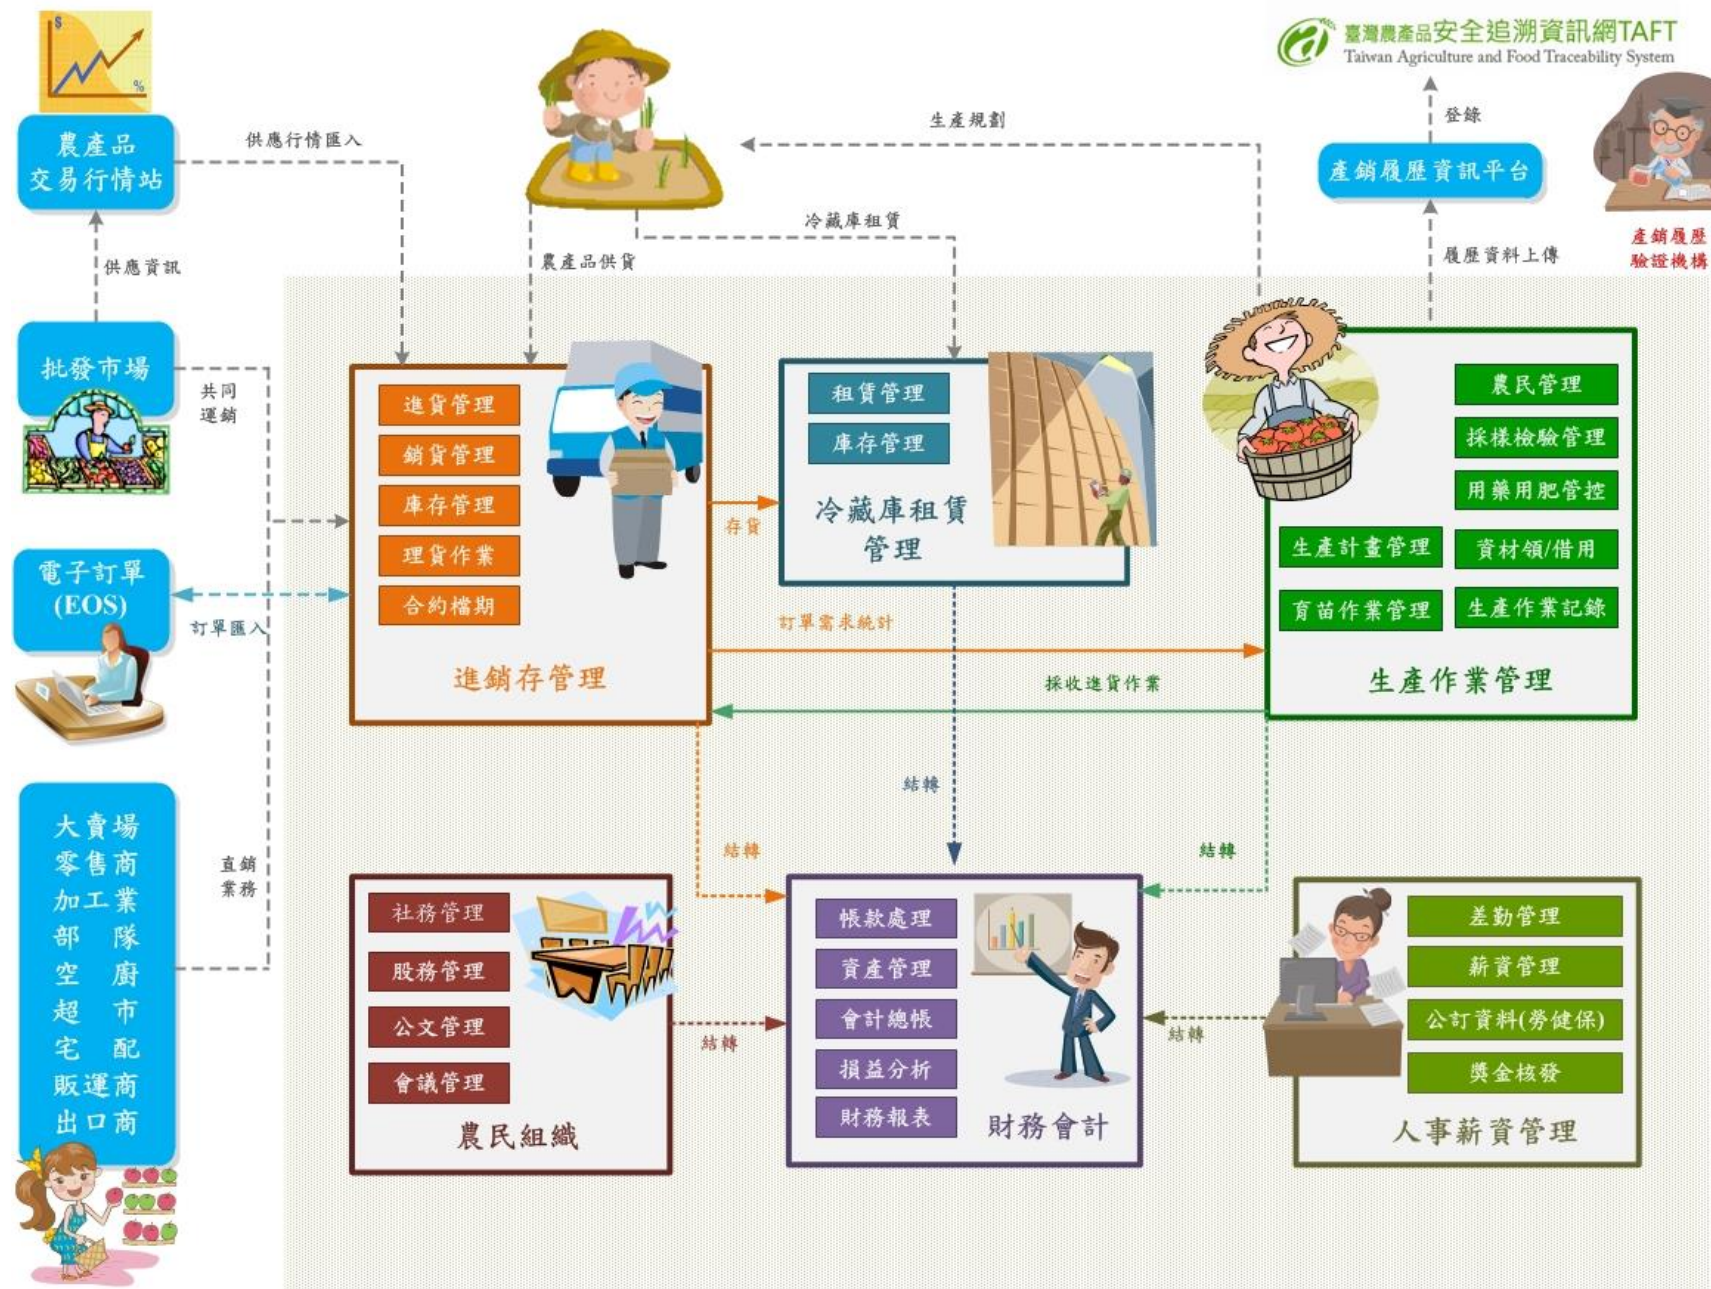 $
%
臺灣農產品安全追溯資訊網TAFT
Taiwan Agriculture and Food Traceability System
農產品
交易行情站
供應行情匯入
生產規劃
登錄
產銷履歷資訊平台
產銷履歷
驗證機構
供應資訊
農產品供貨
冷藏庫租賃
履歷資料上傳
批發市場
共同
運銷
進貨管理
銷貨管理
庫存管理
理貨作業
合約檔期
進銷存管理
存貨
租賃管理
庫存管理
冷藏庫租賃
管理
農民管理
採樣檢驗管理
用藥用肥管控
生產計畫管理
資材領/借用
育苗作業管理
生產作業記錄
生產作業管理
電子訂單
(EOS)
訂單匯入
訂單需求統計
採收進貨作業
結轉
結轉
結轉
大賣場
零售商
加工業
部隊
空廚
超市
宅配
販運商
出口商
直銷
業務
社務管理
股務管理
公文管理
會議管理
農民組織
結轉
帳款處理
資產管理
會計總帳
損益分析
財務報表
財務會計
結轉
差勤管理
薪資管理
公訂資料(勞健保)
獎金核發
人事薪資管理